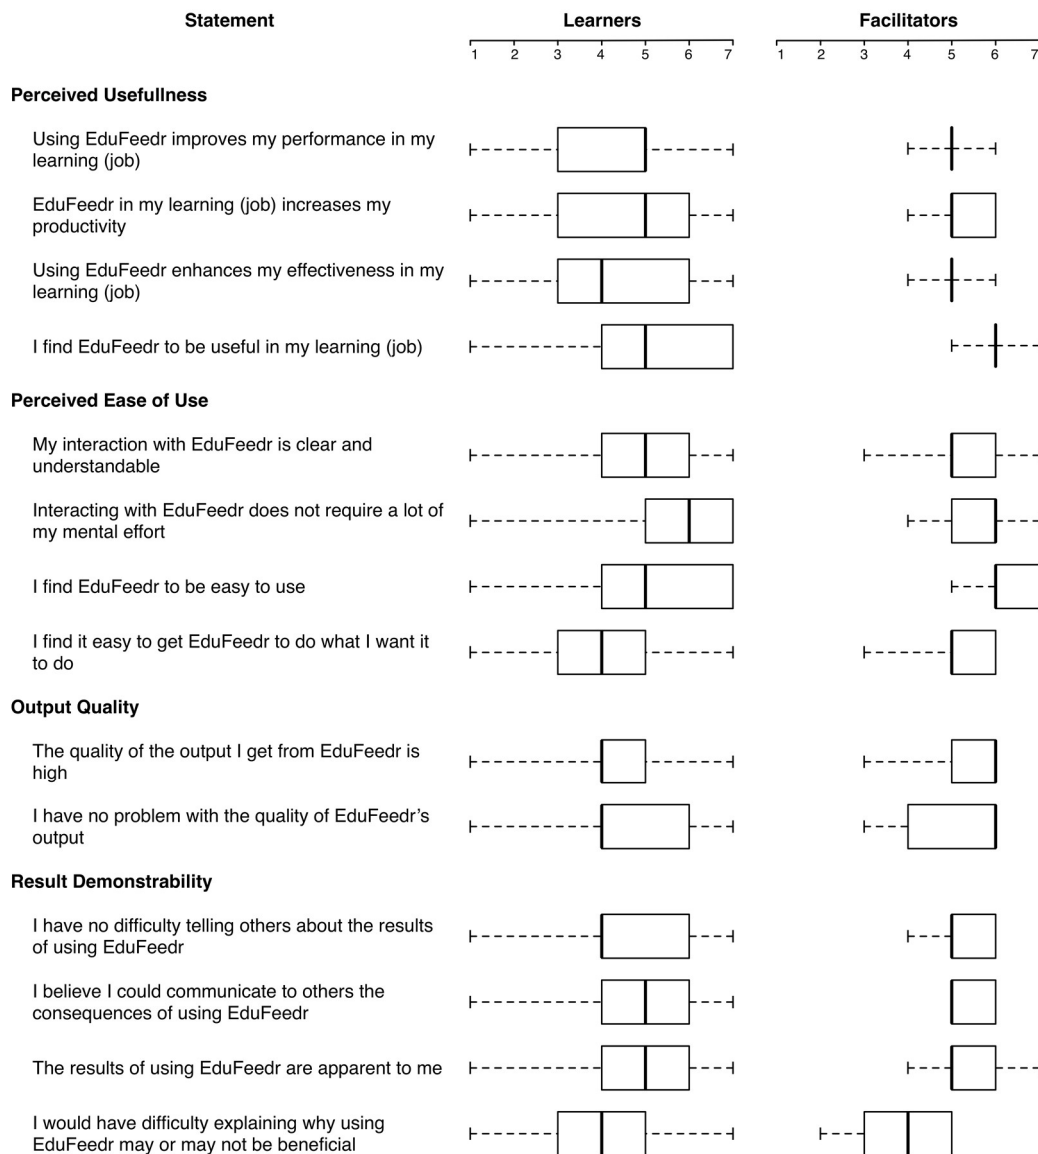 Statement Learners Facilitators
1 2 3 4 5 6 7 1 2 3 4 5 6 7
Perceived Usefullness
Using EduFeedr improves my performance in my
learning (job)
EduFeedr in my learning (job) increases my
productivity
Using EduFeedr enhances my effectiveness in my
learning (job)
I find EduFeedr to be useful in my learning (job)
Perceived Ease of Use
My interaction with EduFeedr is clear and
understandable
Interacting with EduFeedr does not require a lot of
my mental effort
I find EduFeedr to be easy to use
I find it easy to get EduFeedr to do what I want it
to do
Output Quality
The quality of the output I get from EduFeedr is
high
I have no problem with the quality of EduFeedr's
output
Result Demonstrability
I have no difficulty telling others about the results
of using EduFeedr
I believe I could communicate to others the
consequences of using EduFeedr
The results of using EduFeedr are apparent to me
I would have difficulty explaining why using
EduFeedr may or may not be beneficial